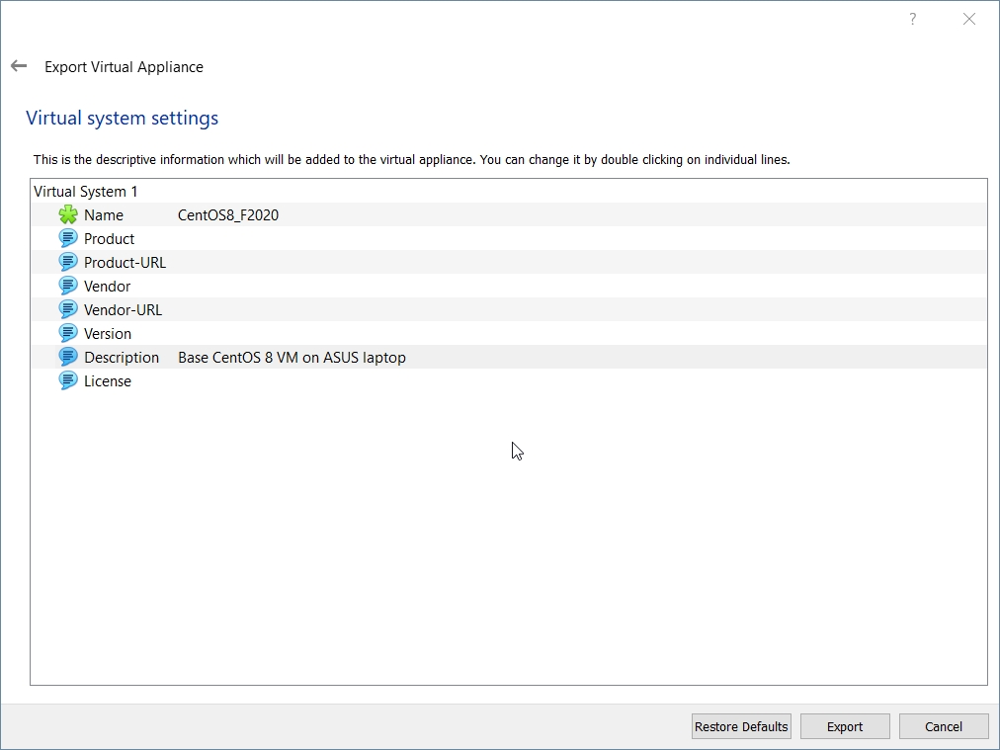 ?
Export Virtual Appliance
Virtual system settings
This is the descriptive information which will be added to the virtual appliance. You can change it by double clicking on individual lines.
Virtual System 1
Name CentOS8_F2020
Product
Product-URL
Vendor
Vendor-URL
Version
Description Base CentOS 8 VM on ASUS laptop
License
Restore Defaults Export Cancel